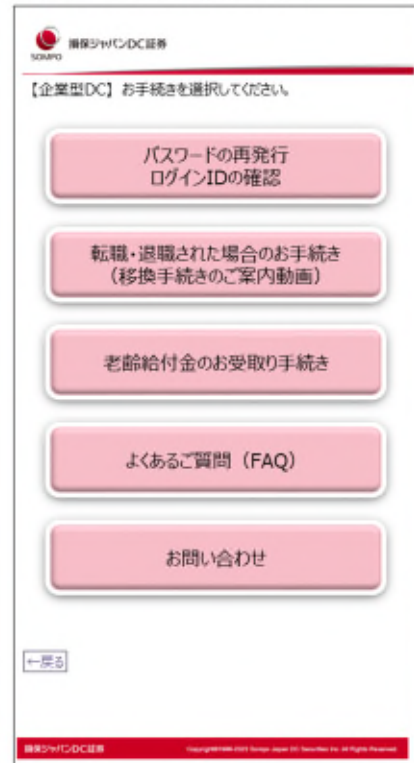 SOMPO
損保ジャパンDC証券
【企業型DC】お手続きを選択してください。
パスワードの再発行
ログインIDの確認
転職・退職された場合のお手続き
（移換手続きのご案内動画）
老齢給付金のお受取り手続き
よくあるご質問（FAQ）
お問い合わせ
←戻る
損保ジャパンDC証券